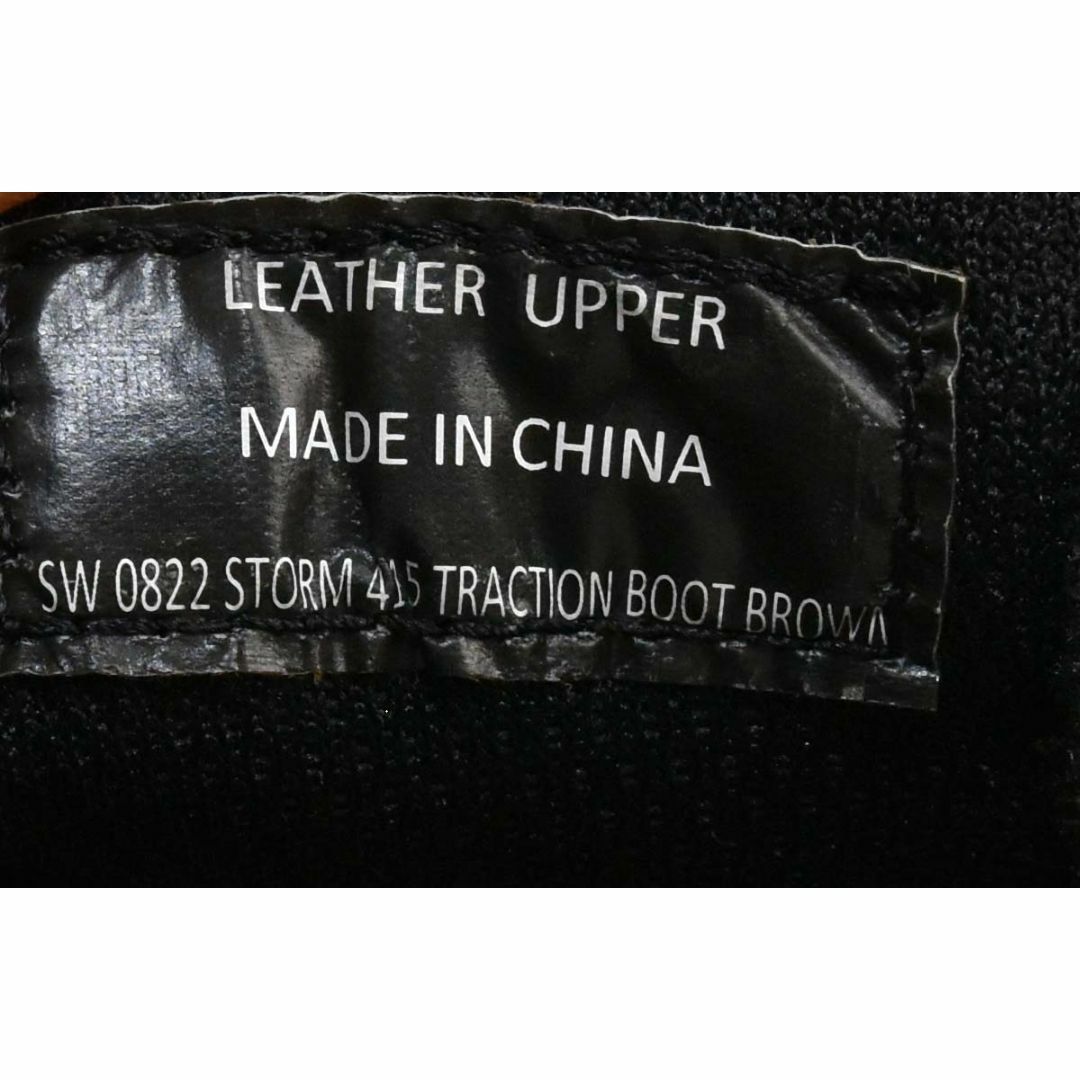 LEATHER UPPER
MADE IN CHINA
SW 0822 STORM 415 TRACTION BOOT BROWN